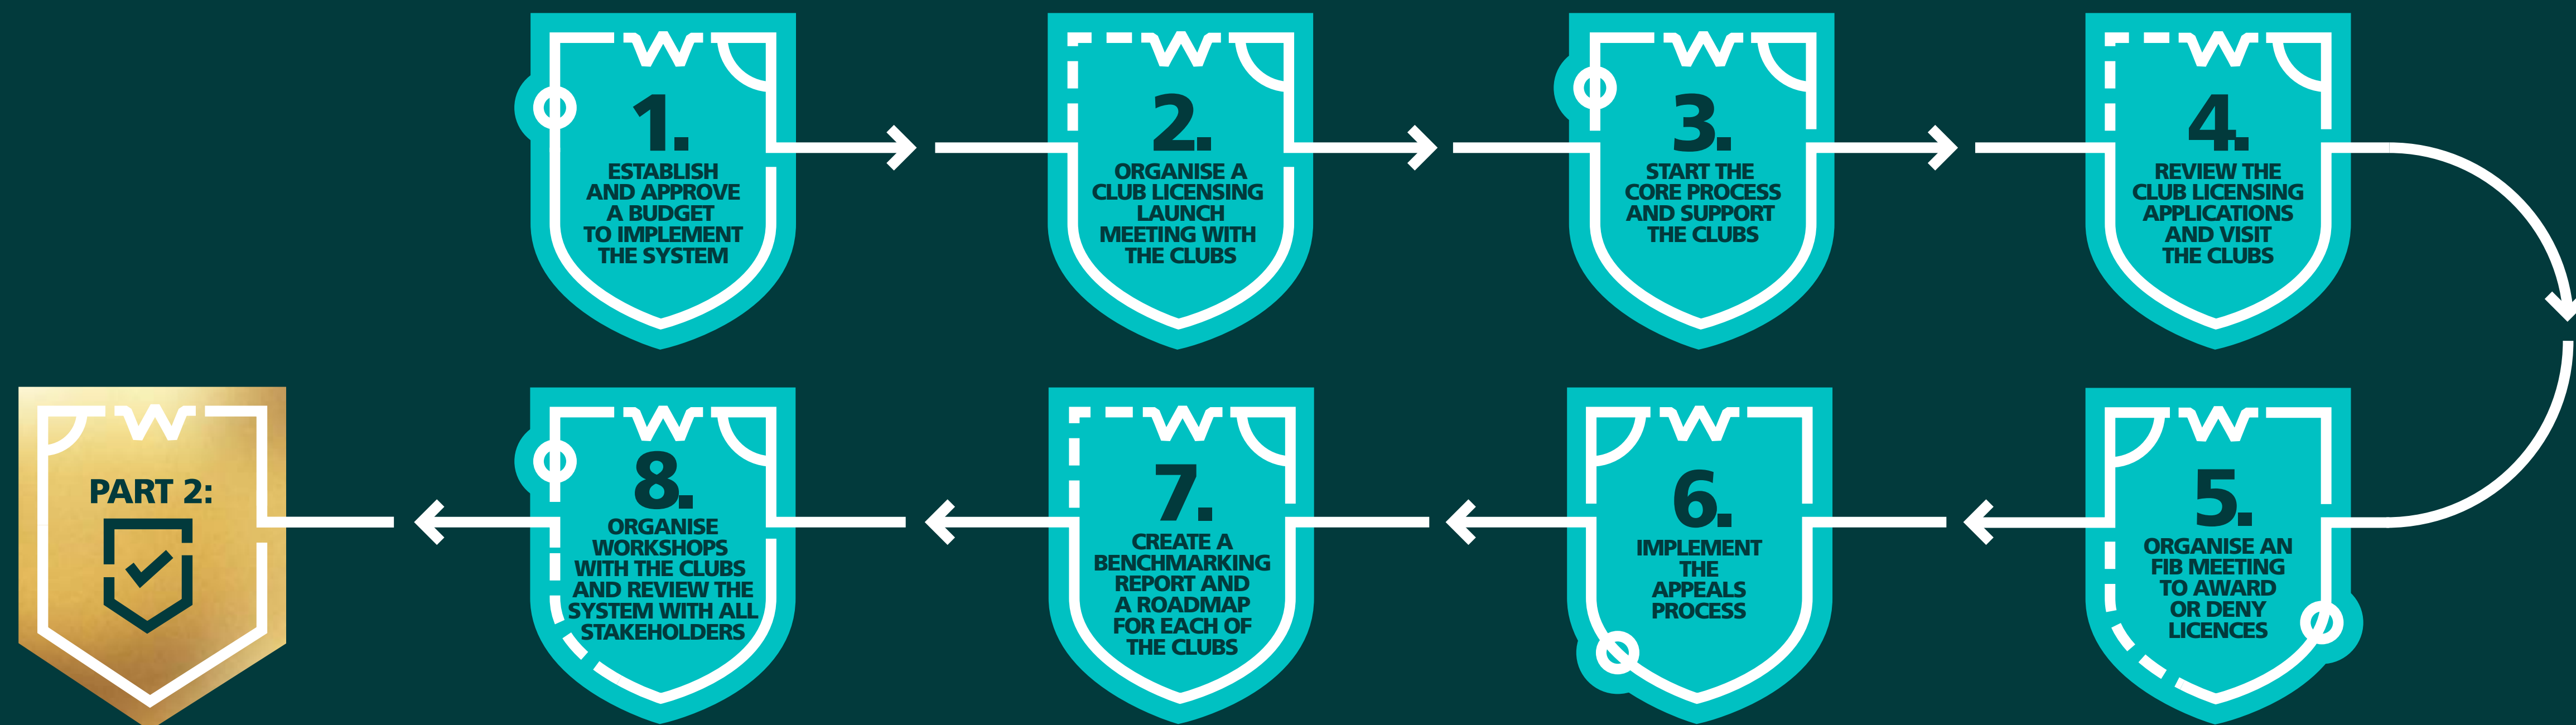 1.
ESTABLISH
AND APPROVE
A BUDGET
TO IMPLEMENT
THE SYSTEM
2.
ORGANISE A
CLUB LICENSING
LAUNCH
MEETING WITH
THE CLUBS
3.
START THE
CORE PROCESS
AND SUPPORT
THE CLUBS
4.
REVIEW THE
CLUB LICENSING
APPLICATIONS
AND VISIT
THE CLUBS
5.
ORGANISE AN
FIB MEETING
TO AWARD
OR DENY
LICENCES
6.
IMPLEMENT
THE
APPEALS
PROCESS
7.
CREATE A
BENCHMARKING
REPORT AND
A ROADMAP
FOR EACH OF
THE CLUBS
8.
ORGANISE
WORKSHOPS
WITH THE CLUBS
AND REVIEW THE
SYSTEM WITH ALL
STAKEHOLDERS
PART 2: